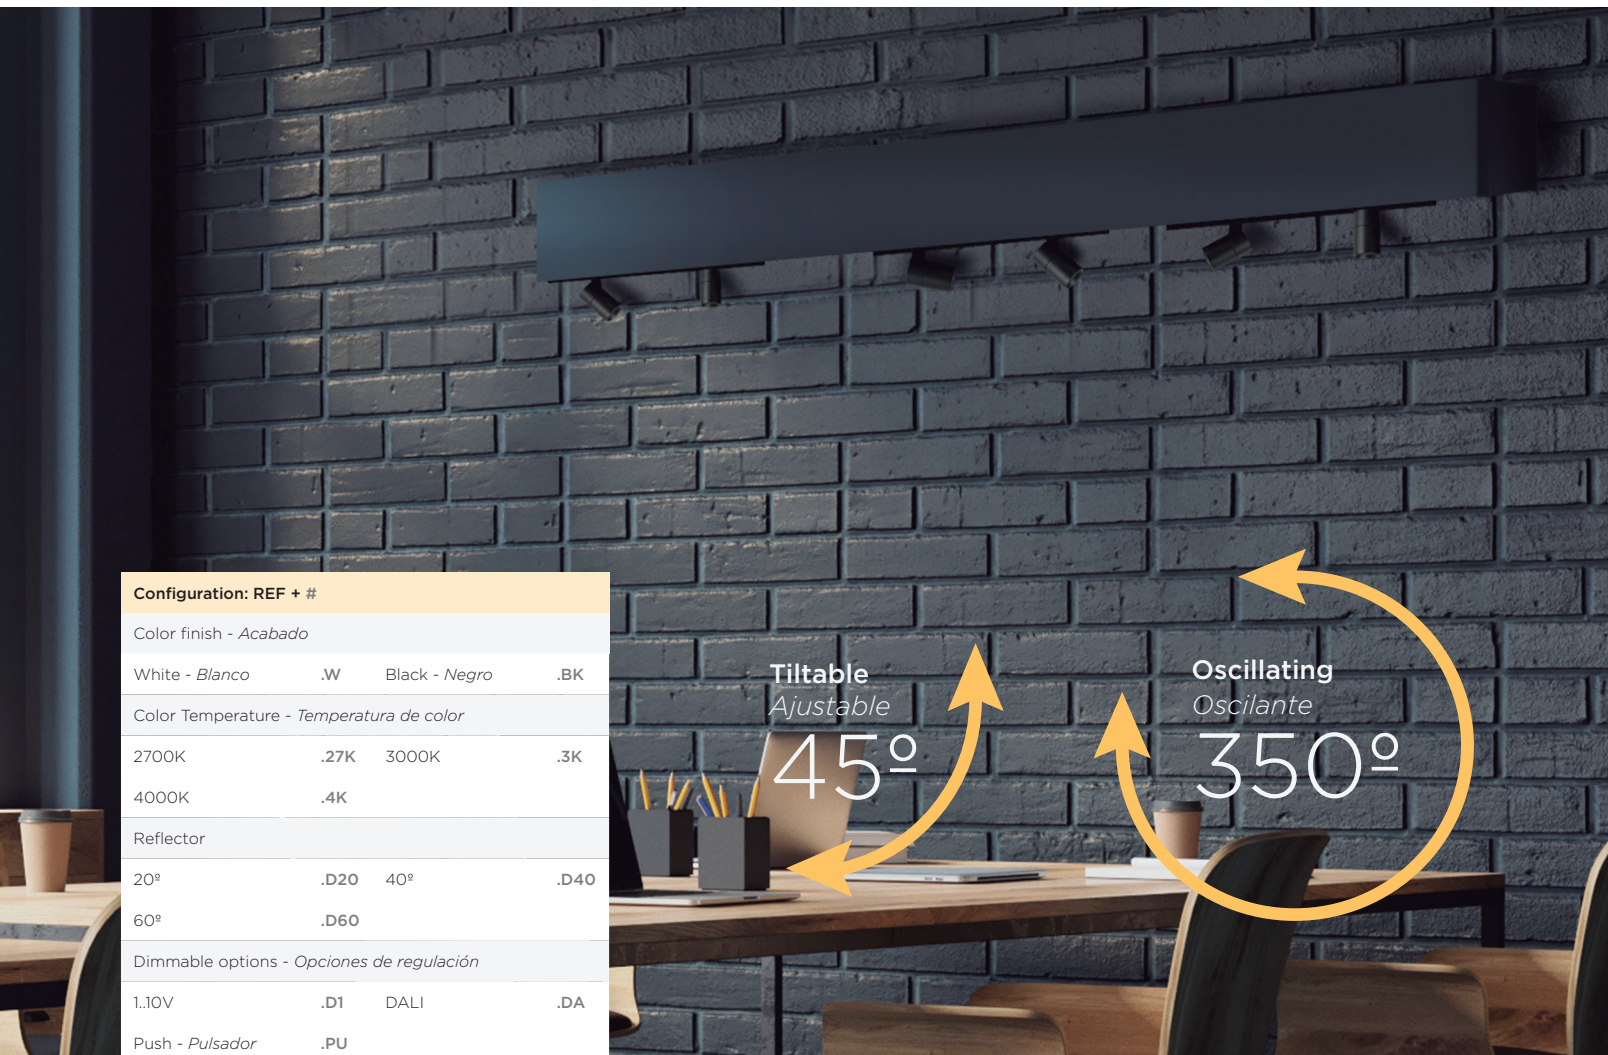 Configuration: REF + #
Color finish - Acabado
White - Blanco .W Black - Negro .BK
Color Temperature - Temperatura de color
2700K .27K 3000K .3K
4000K .4K
Reflector
20º .D20 40º .D40
60º .D60
Dimmable options - Opciones de regulación
1..10V .D1 DALI .DA
Push - Pulsador .PU
Tiltable
Ajustable
45º
Oscillating
Oscilante
350º